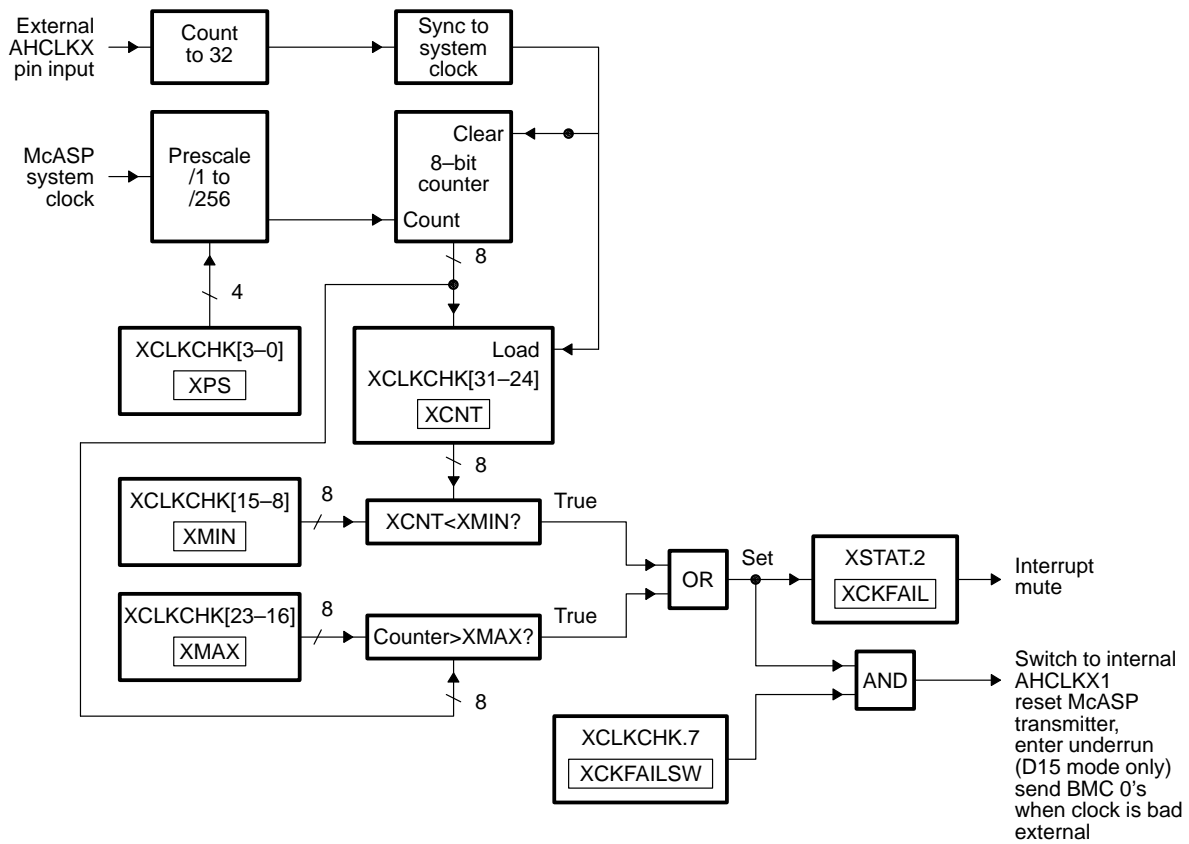 External
AHCLKX
pin input
Count
to 32
Sync to
system
clock
McASP
system
clock
Prescale
/1 to
/256
Clear
8–bit
counter
Count
8
4
XCLKCHK[3–0]
XPS
Load
XCLKCHK[31–24]
XCNT
8
XCLKCHK[15–8]
XMIN
8
XCNT<XMIN?
True
XCLKCHK[23–16]
XMAX
8
Counter>XMAX?
True
8
OR
Set
XSTAT.2
XCKFAIL
Interrupt
mute
AND
XCLKCHK.7
XCKFAILSW
Switch to internal
AHCLKX1
reset McASP
transmitter,
enter underrun
(D15 mode only)
send BMC 0's
when clock is bad
external